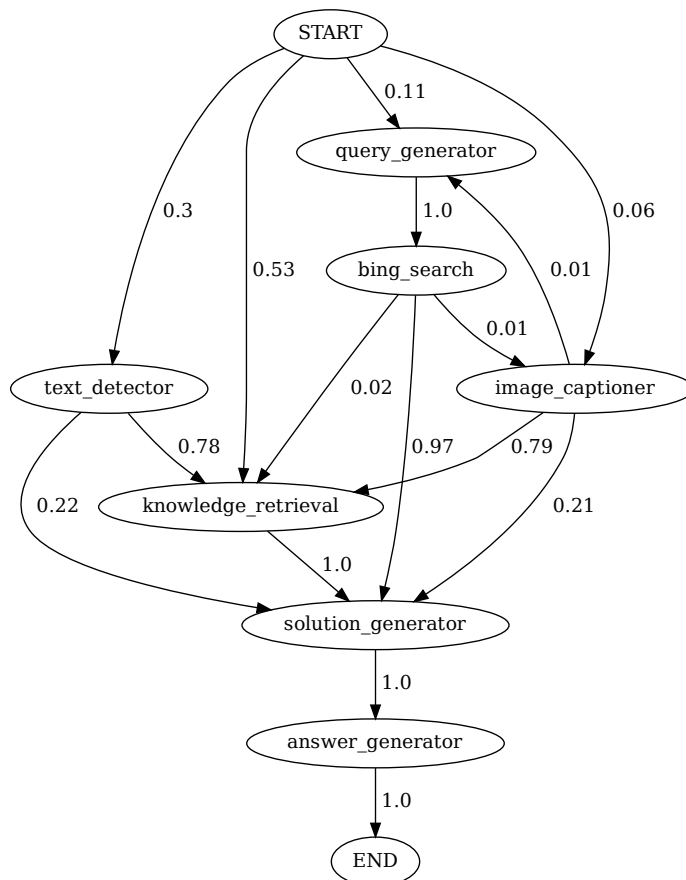 START
0.11
query_generator
0.3
0.06
1.0
0.53
bing_search
0.01
0.01
text_detector
0.02
image_captioner
0.78
0.97
0.79
0.22
knowledge_retrieval
0.21
1.0
solution_generator
1.0
answer_generator
1.0
END